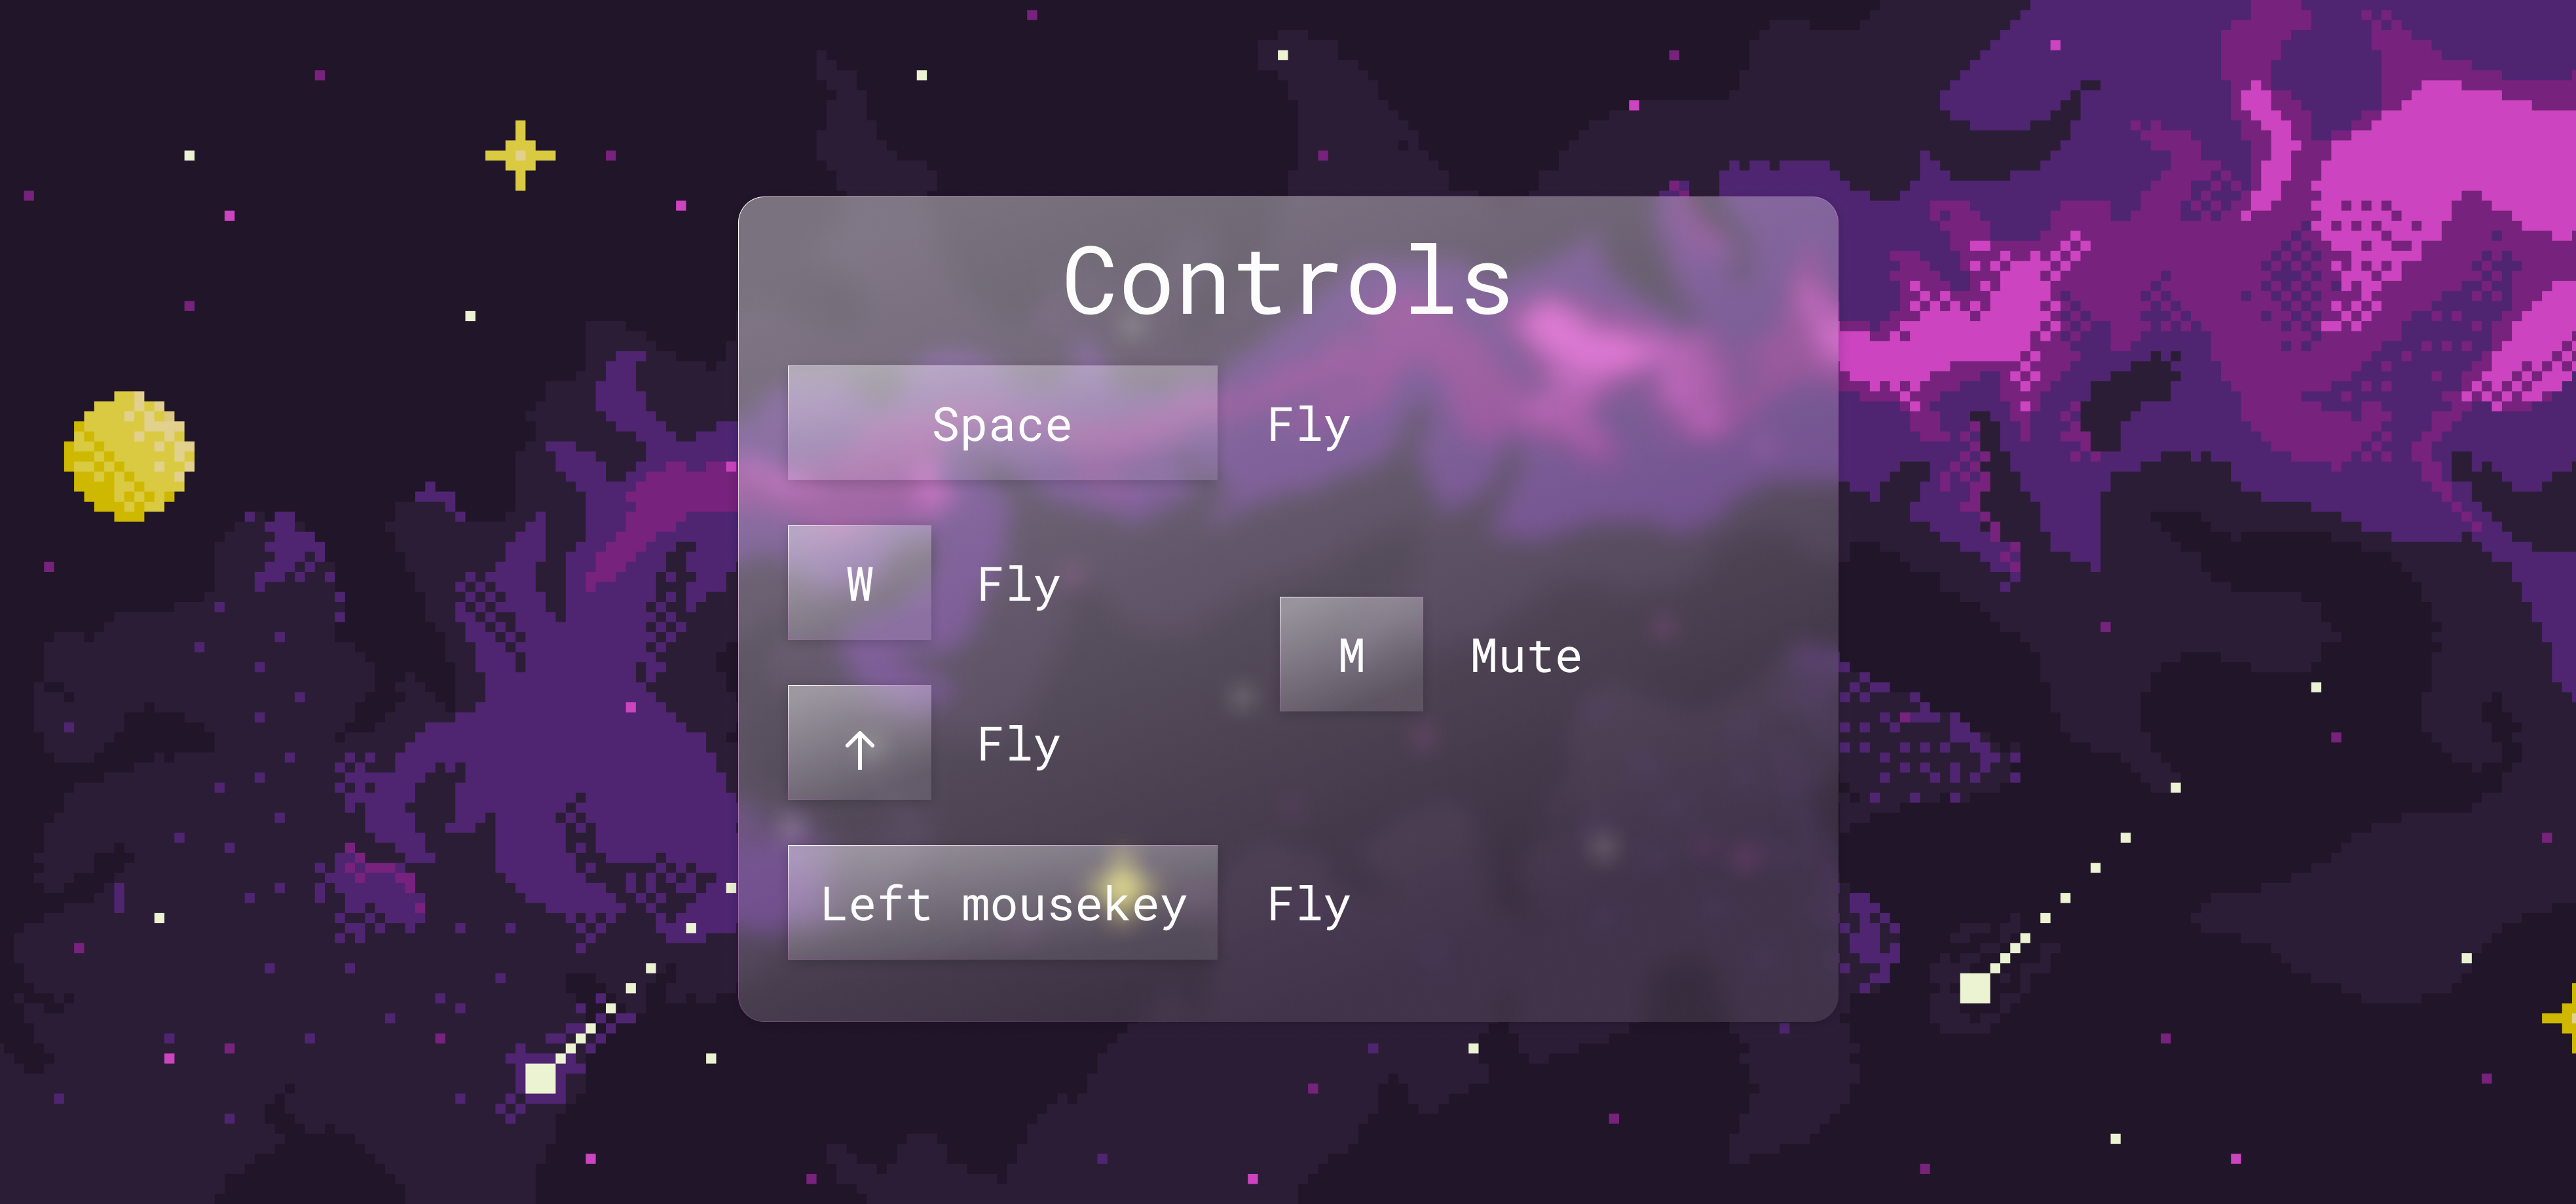 Controls
Space Fly
W Fly
↑ Fly
M Mute
Left mousekey Fly